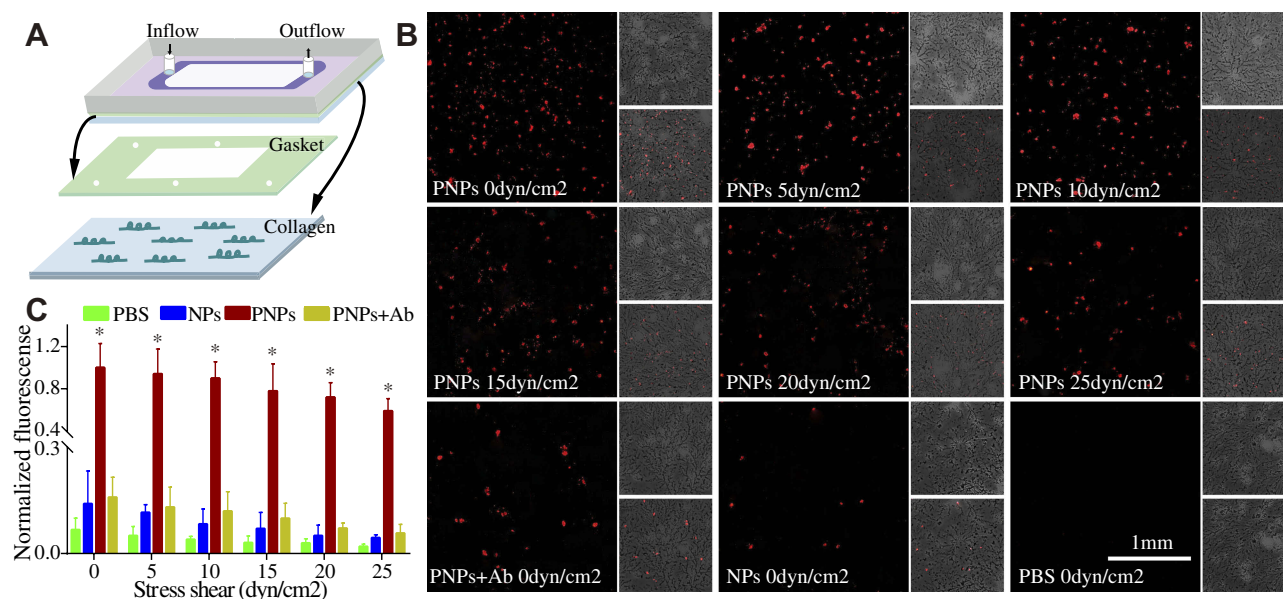 A
Inflow
Outflow
Gasket
Collagen
B
PNPs 0dyn/cm2
PNPs 5dyn/cm2
PNPs 10dyn/cm2
PNPs 15dyn/cm2
PNPs 20dyn/cm2
PNPs 25dyn/cm2
PNPs+Ab 0dyn/cm2
NPs 0dyn/cm2
1mm
PBS 0dyn/cm2
C
PBS NPs PNPs PNPs+Ab
Normalized fluorescense
1.2
0.8
0.4
0.3
0.0
* * * * * *
0 5 10 15 20 25
Stress shear (dyn/cm2)